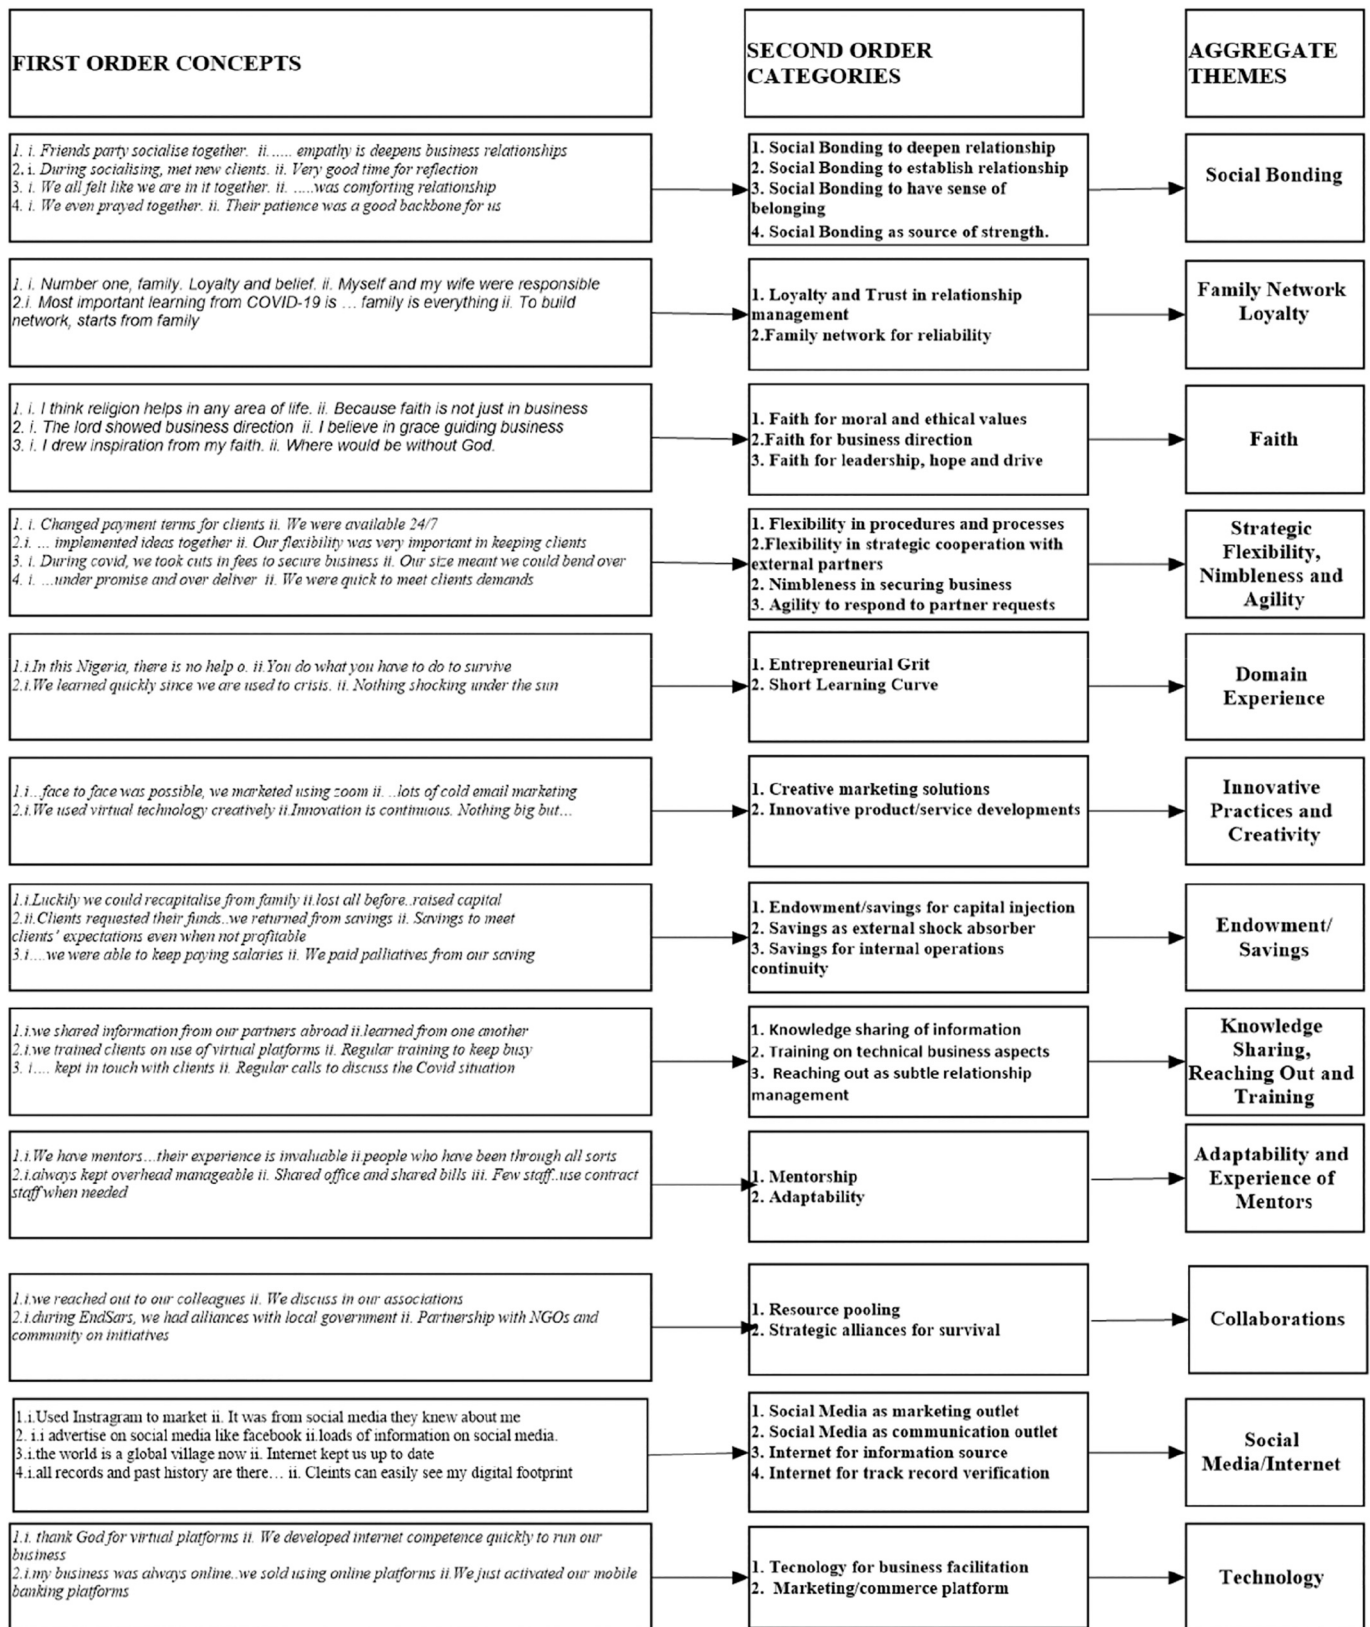 FIRST ORDER CONCEPTS
SECOND ORDER
CATEGORIES
AGGREGATE
THEMES
1. i. Friends party socialise together. ii. ..... empathy is deepens business relationships
2. i. During socialising, met new clients. ii. Very good time for reflection
3. i. We all felt like we are in it together. ii. .....was comforting relationship
4. i. We even prayed together. ii. Their patience was a good backbone for us
1. Social Bonding to deepen relationship
2. Social Bonding to establish relationship
3. Social Bonding to have sense of
belonging
4. Social Bonding as source of strength.
Social Bonding
1. i. Number one, family. Loyalty and belief. ii. Myself and my wife were responsible
2.i. Most important learning from COVID-19 is ... family is everything ii. To build
network, starts from family
1. Loyalty and Trust in relationship
management
2.Family network for reliability
Family Network
Loyalty
1. i. I think religion helps in any area of life. ii. Because faith is not just in business
2. i. The lord showed business direction ii. I believe in grace guiding business
3. i. I drew inspiration from my faith. ii. Where would be without God.
1. Faith for moral and ethical values
2.Faith for business direction
3. Faith for leadership, hope and drive
Faith
1. i. Changed payment terms for clients ii. We were available 24/7
2.i. ... implemented ideas together ii. Our flexibility was very important in keeping clients
3. i. During covid, we took cuts in fees to secure business ii. Our size meant we could bend over
4. i. ...under promise and over deliver ii. We were quick to meet clients demands
1. Flexibility in procedures and processes
2.Flexibility in strategic cooperation with
external partners
2. Nimbleness in securing business
3. Agility to respond to partner requests
Strategic
Flexibility,
Nimbleness and
Agility
1.i.In this Nigeria, there is no help o. ii.You do what you have to do to survive
2.i.We learned quickly since we are used to crisis. ii. Nothing shocking under the sun
1. Entrepreneurial Grit
2. Short Learning Curve
Domain
Experience
1.i...face to face was possible, we marketed using zoom ii. ..lots of cold email marketing
2.i.We used virtual technology creatively ii.Innovation is continuous. Nothing big but...
1. Creative marketing solutions
2. Innovative product/service developments
Innovative
Practices and
Creativity
1.i.Luckily we could recapitalise from family ii.lost all before..raised capital
2.ii.Clients requested their funds..we returned from savings ii. Savings to meet
clients' expectations even when not profitable
3.i....we were able to keep paying salaries ii. We paid palliatives from our saving
1. Endowment/savings for capital injection
2. Savings as external shock absorber
3. Savings for internal operations
continuity
Endowment/
Savings
1.i.we shared information from our partners abroad ii.learned from one another
2.i.we trained clients on use of virtual platforms ii. Regular training to keep busy
3. i.... kept in touch with clients ii. Regular calls to discuss the Covid situation
1. Knowledge sharing of information
2. Training on technical business aspects
3. Reaching out as subtle relationship
management
Knowledge
Sharing,
Reaching Out and
Training
1.i.We have mentors...their experience is invaluable ii.people who have been through all sorts
2.i.always kept overhead manageable ii. Shared office and shared bills iii. Few staff..use contract
staff when needed
1. Mentorship
2. Adaptability
Adaptability and
Experience of
Mentors
1.i.we reached out to our colleagues ii. We discuss in our associations
2.i.during EndSars, we had alliances with local government ii. Partnership with NGOs and
community on initiatives
1. Resource pooling
2. Strategic alliances for survival
Collaborations
1.i.Used Instragram to market ii. It was from social media they knew about me
2. i.i advertise on social media like facebook ii.loads of information on social media.
3.i.the world is a global village now ii. Internet kept us up to date
4.i.all records and past history are there... ii. Cleints can easily see my digital footprint
1. Social Media as marketing outlet
2. Social Media as communication outlet
3. Internet for information source
4. Internet for track record verification
Social
Media/Internet
1.i. thank God for virtual platforms ii. We developed internet competence quickly to run our
business
2.i.my business was always online..we sold using online platforms ii.We just activated our mobile
banking platforms
1. Tecnology for business facilitation
2. Marketing/commerce platform
Technology